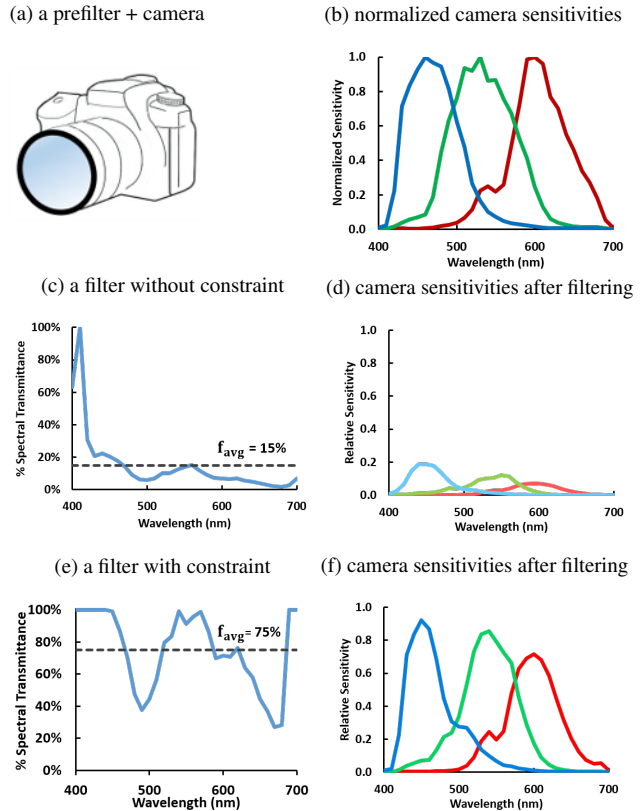 (a) a prefilter + camera
(b) normalized camera sensitivities
Normalized Sensitivity
1.0
0.8
0.6
0.4
0.2
0.0
400 500 600 700
Wavelength (nm)
(c) a filter without constraint
% Spectral Transmittance
100%
80%
60%
40%
20%
0%
f_avg = 15%
400 500 600 700
Wavelength (nm)
(d) camera sensitivities after filtering
Relative Sensitivity
1.0
0.8
0.6
0.4
0.2
0.0
400 500 600 700
Wavelength (nm)
(e) a filter with constraint
% Spectral Transmittance
100%
80%
60%
40%
20%
0%
f_avg = 75%
400 500 600 700
Wavelength (nm)
(f) camera sensitivities after filtering
Relative Sensitivity
1.0
0.8
0.6
0.4
0.2
0.0
400 500 600 700
Wavelength (nm)